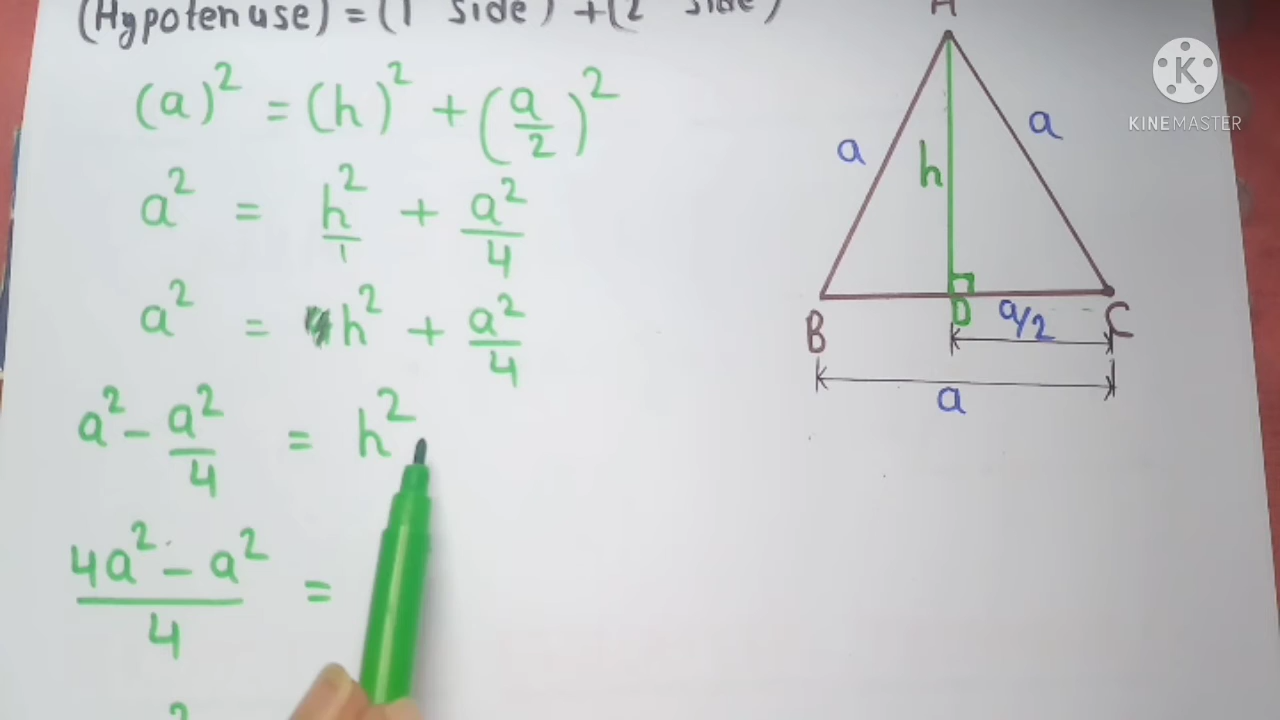 (Hypotenuse) = (1 side) + (2 side)
(a)² = (h)² + (a/2)²
a² = h²/1 + a²/4
a² = h² + a²/4
a² - a²/4 = h²
4a² - a²/4 =
2
A
a
a
h
B
D
a/2
C
a
K
KINEMASTER